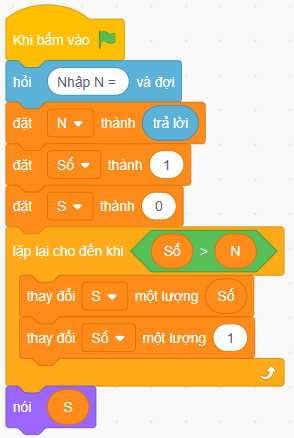 Khi bấm vào
hỏi Nhập N = và đợi
đặt N thành trả lời
đặt Số thành 1
đặt S thành 0
lặp lại cho đến khi Số > N
thay đổi S một lượng Số
thay đổi Số một lượng 1
nói S